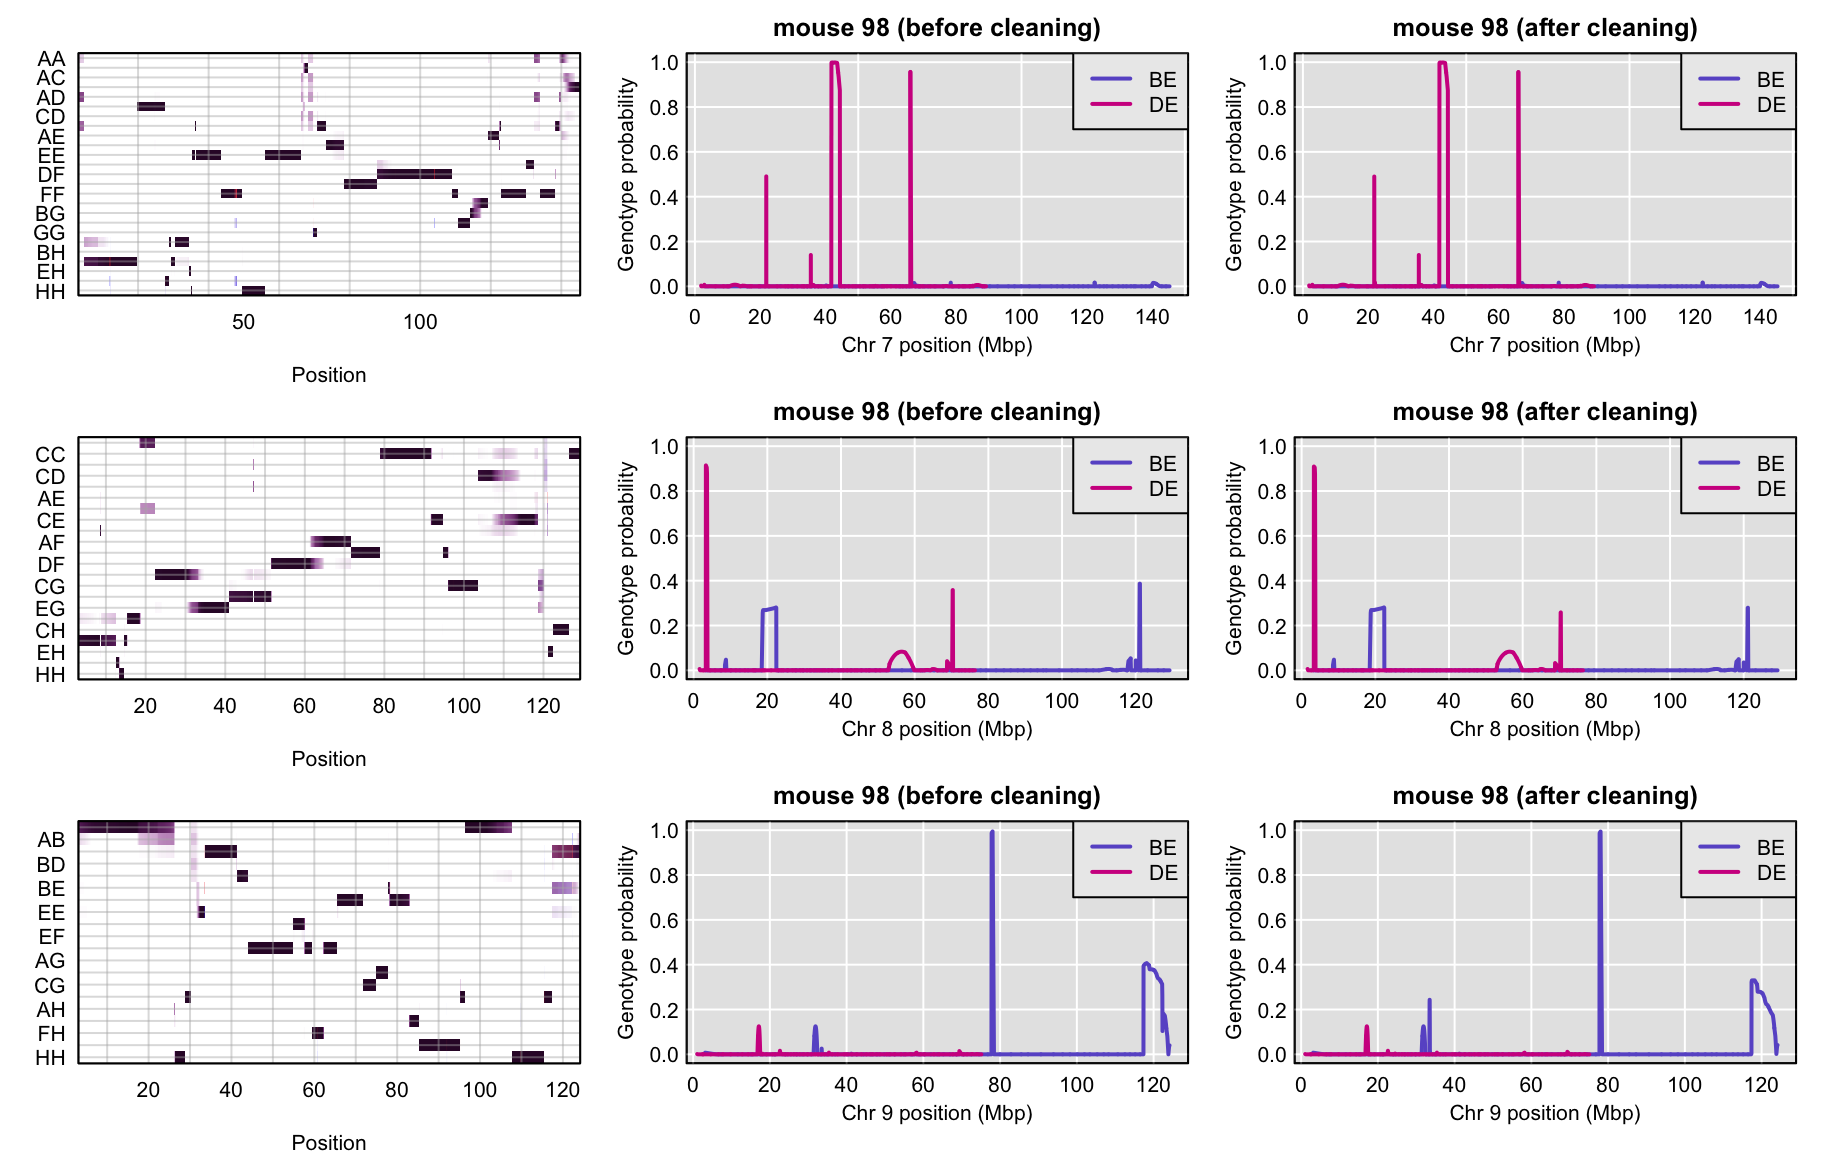 AA
AC
AD
CD
AE
EE
DF
FF
BG
GG
BH
EH
HH
50 100
Position
mouse 98 (before cleaning)
Genotype probability
1.0
0.8
0.6
0.4
0.2
0.0
BE
DE
0 20 40 60 80 100 120 140
Chr 7 position (Mbp)
mouse 98 (after cleaning)
Genotype probability
1.0
0.8
0.6
0.4
0.2
0.0
BE
DE
0 20 40 60 80 100 120 140
Chr 7 position (Mbp)
CC
CD
AE
CE
AF
DF
CG
EG
CH
EH
HH
20 40 60 80 100 120
Position
mouse 98 (before cleaning)
Genotype probability
1.0
0.8
0.6
0.4
0.2
0.0
BE
DE
0 20 40 60 80 100 120
Chr 8 position (Mbp)
mouse 98 (after cleaning)
Genotype probability
1.0
0.8
0.6
0.4
0.2
0.0
BE
DE
0 20 40 60 80 100 120
Chr 8 position (Mbp)
AB
BD
BE
EE
EF
AG
CG
AH
FH
HH
20 40 60 80 100 120
Position
mouse 98 (before cleaning)
Genotype probability
1.0
0.8
0.6
0.4
0.2
0.0
BE
DE
0 20 40 60 80 100 120
Chr 9 position (Mbp)
mouse 98 (after cleaning)
Genotype probability
1.0
0.8
0.6
0.4
0.2
0.0
BE
DE
0 20 40 60 80 100 120
Chr 9 position (Mbp)